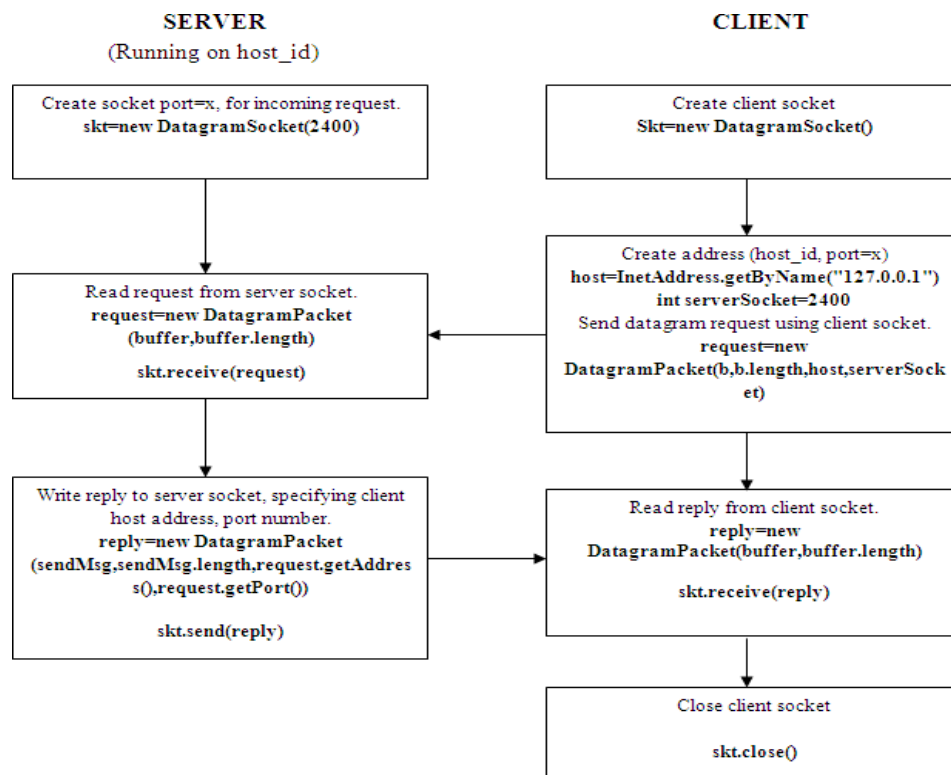 SERVER
(Running on host_id)
Create socket port=x, for incoming request.
skt=new DatagramSocket(2400)
Read request from server socket.
request=new DatagramPacket
(buffer,buffer.length)
skt.receive(request)
Write reply to server socket, specifying client
host address, port number.
reply=new DatagramPacket
(sendMsg,sendMsg.length,request.getAddres
s(),request.getPort())
skt.send(reply)
CLIENT
Create client socket
Skt=new DatagramSocket()
Create address (host_id, port=x)
host=InetAddress.getByName("127.0.0.1")
int serverSocket=2400
Send datagram request using client socket.
request=new
DatagramPacket(b,b.length,host,serverSock
et)
Read reply from client socket.
reply=new
DatagramPacket(buffer,buffer.length)
skt.receive(reply)
Close client socket
skt.close()